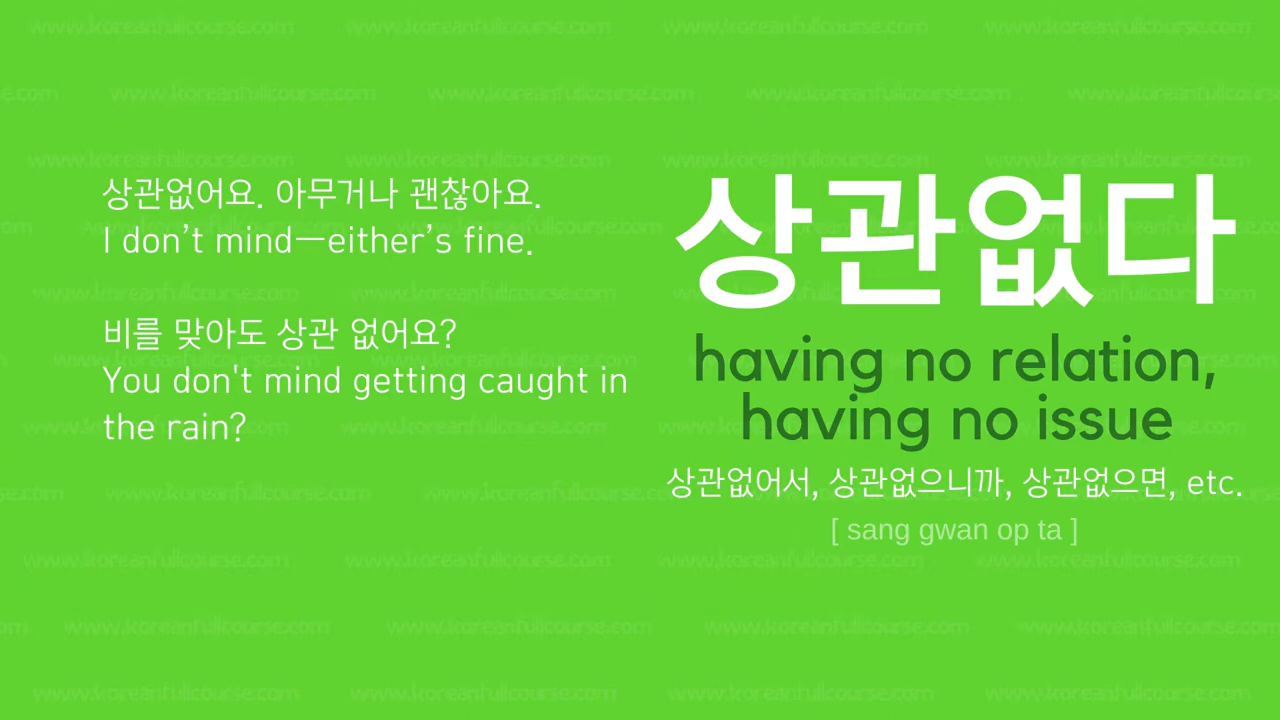 상관없어요. 아무거나 괜찮아요.
I don’t mind—either’s fine.
비를 맞아도 상관 없어요?
You don't mind getting caught in
the rain?
상관없다
having no relation,
having no issue
상관없어서, 상관없으니까, 상관없으면, etc.
[ sang gwan op ta ]
www.koreanfullcourse.com